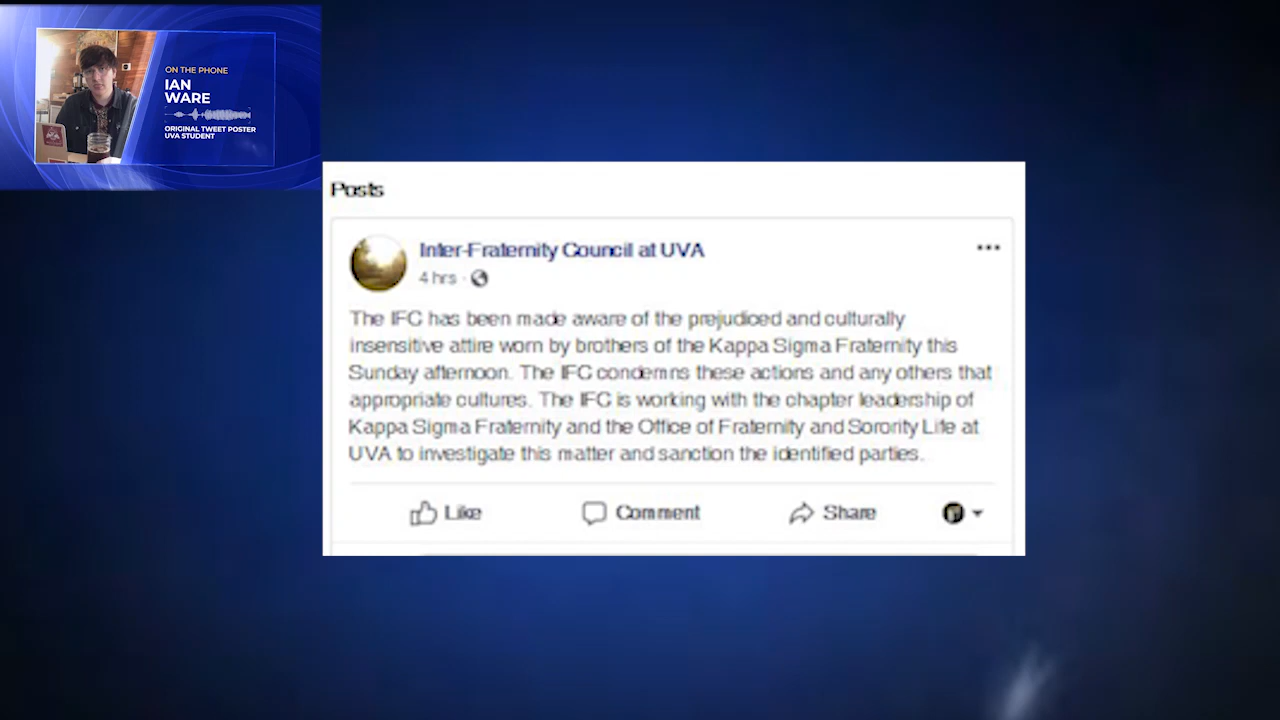 ON THE PHONE
IAN
WARE
ORIGINAL TWEET POSTER
UVA STUDENT
Posts
Inter-Fraternity Council at UVA
4 hrs ·
The IFC has been made aware of the prejudiced and culturally
insensitive attire worn by brothers of the Kappa Sigma Fraternity this
Sunday afternoon. The IFC condemns these actions and any others that
appropriate cultures. The IFC is working with the chapter leadership of
Kappa Sigma Fraternity and the Office of Fraternity and Sorority Life at
UVA to investigate this matter and sanction the identified parties.
Like Comment Share